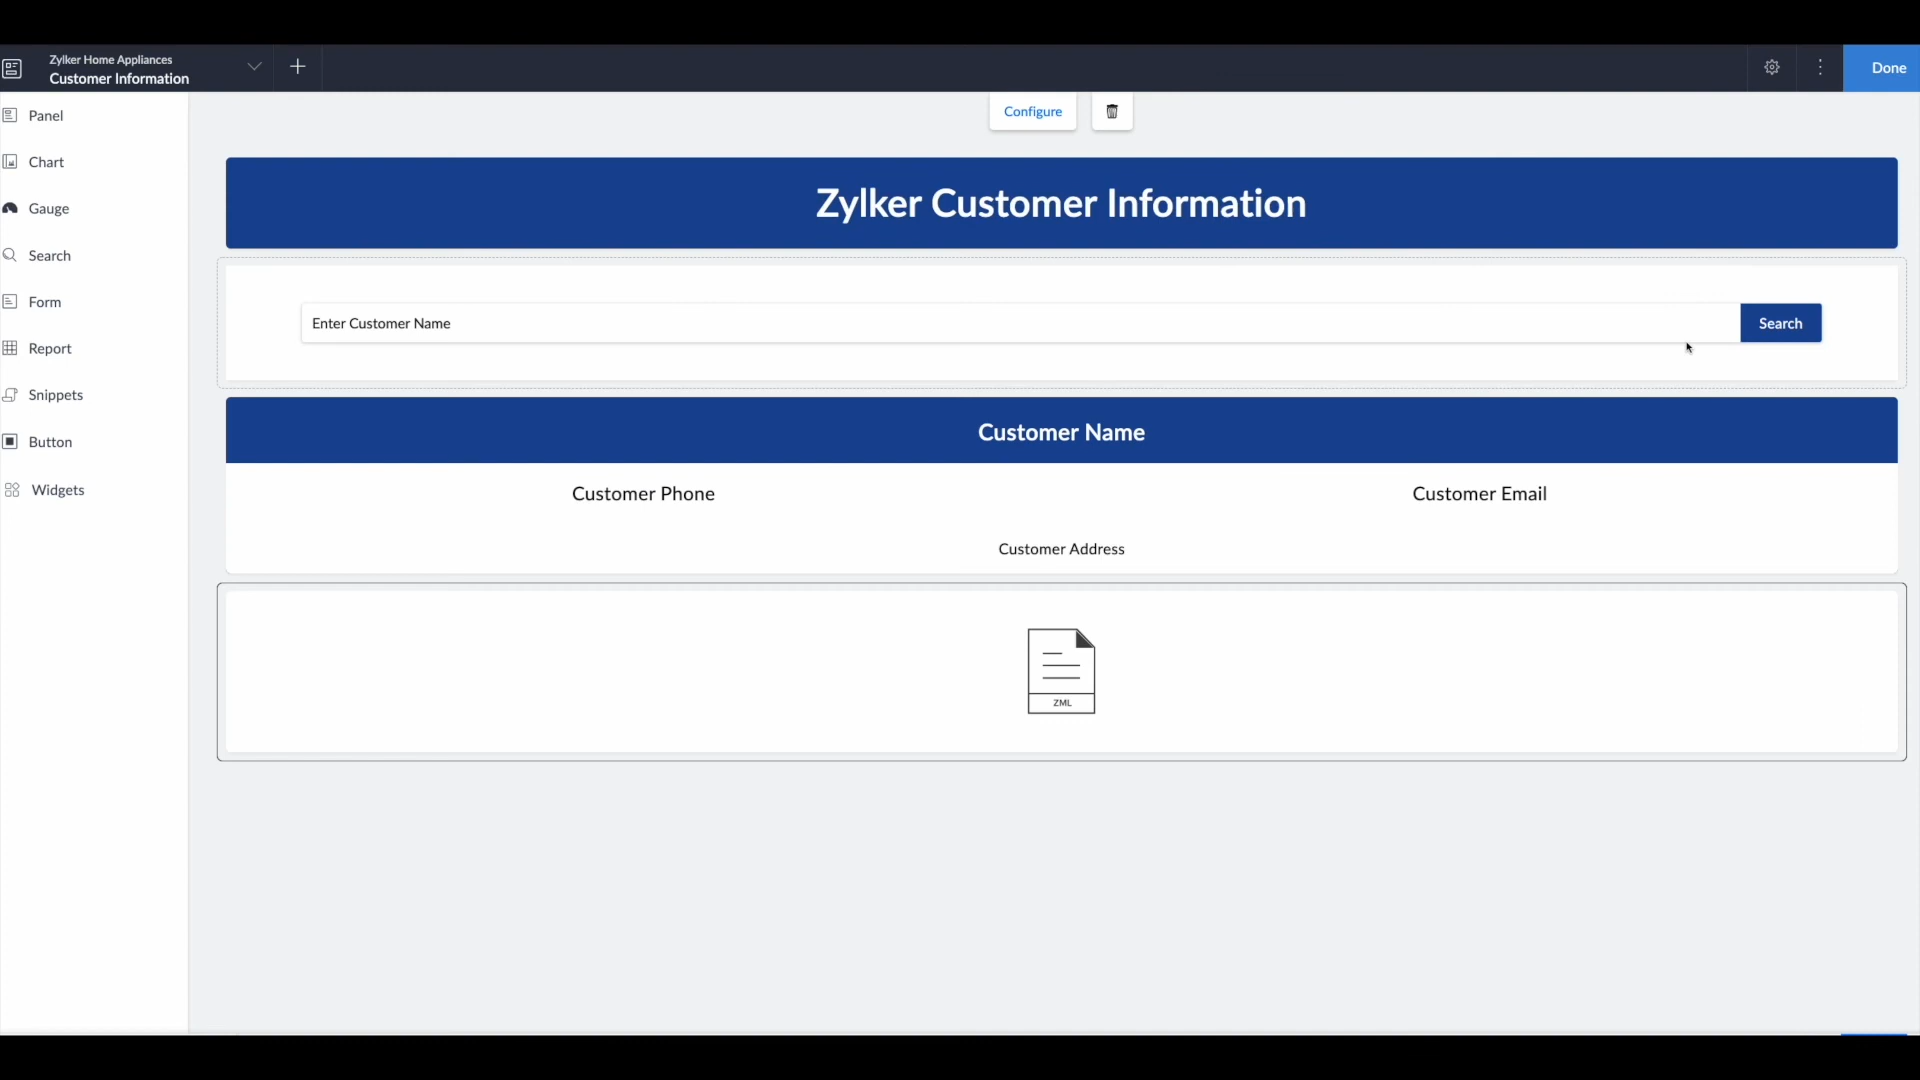 Zylker Home Appliances
Customer Information
Done
Panel
Chart
Gauge
Search
Form
Report
Snippets
Button
Widgets
Configure
Zylker Customer Information
Enter Customer Name
Search
Customer Name
Customer Phone
Customer Email
Customer Address
ZML